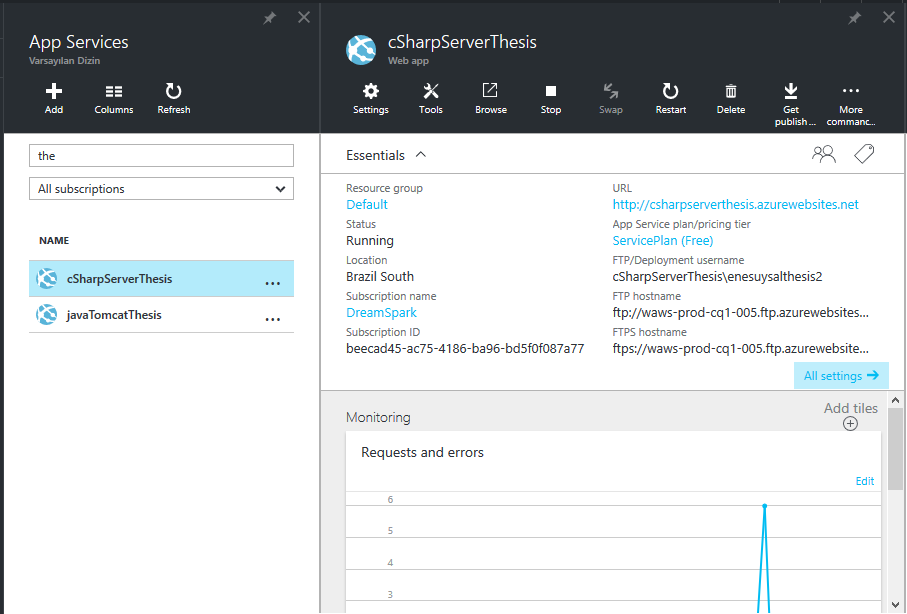 App Services
Varsayılan Dizin
Add
Columns
Refresh
the
All subscriptions
NAME
cSharpServerThesis
...
javaTomcatThesis
...
cSharpServerThesis
Web app
Settings
Tools
Browse
Stop
Swap
Restart
Delete
Get
publish...
More
commanc...
Essentials
Resource group
Default
Status
Running
Location
Brazil South
Subscription name
DreamSpark
Subscription ID
beecad45-ac75-4186-ba96-bd5f0f087a77
URL
http://csharpserverthesis.azurewebsites.net
App Service plan/pricing tier
ServicePlan (Free)
FTP/Deployment username
cSharpServerThesis\enesuysalthesis2
FTP hostname
ftp://waws-prod-cq1-005.ftp.azurewebsites...
FTPS hostname
ftps://waws-prod-cq1-005.ftp.azurewebsite...
All settings
Monitoring
Add tiles
Requests and errors
Edit
6
5
4
3